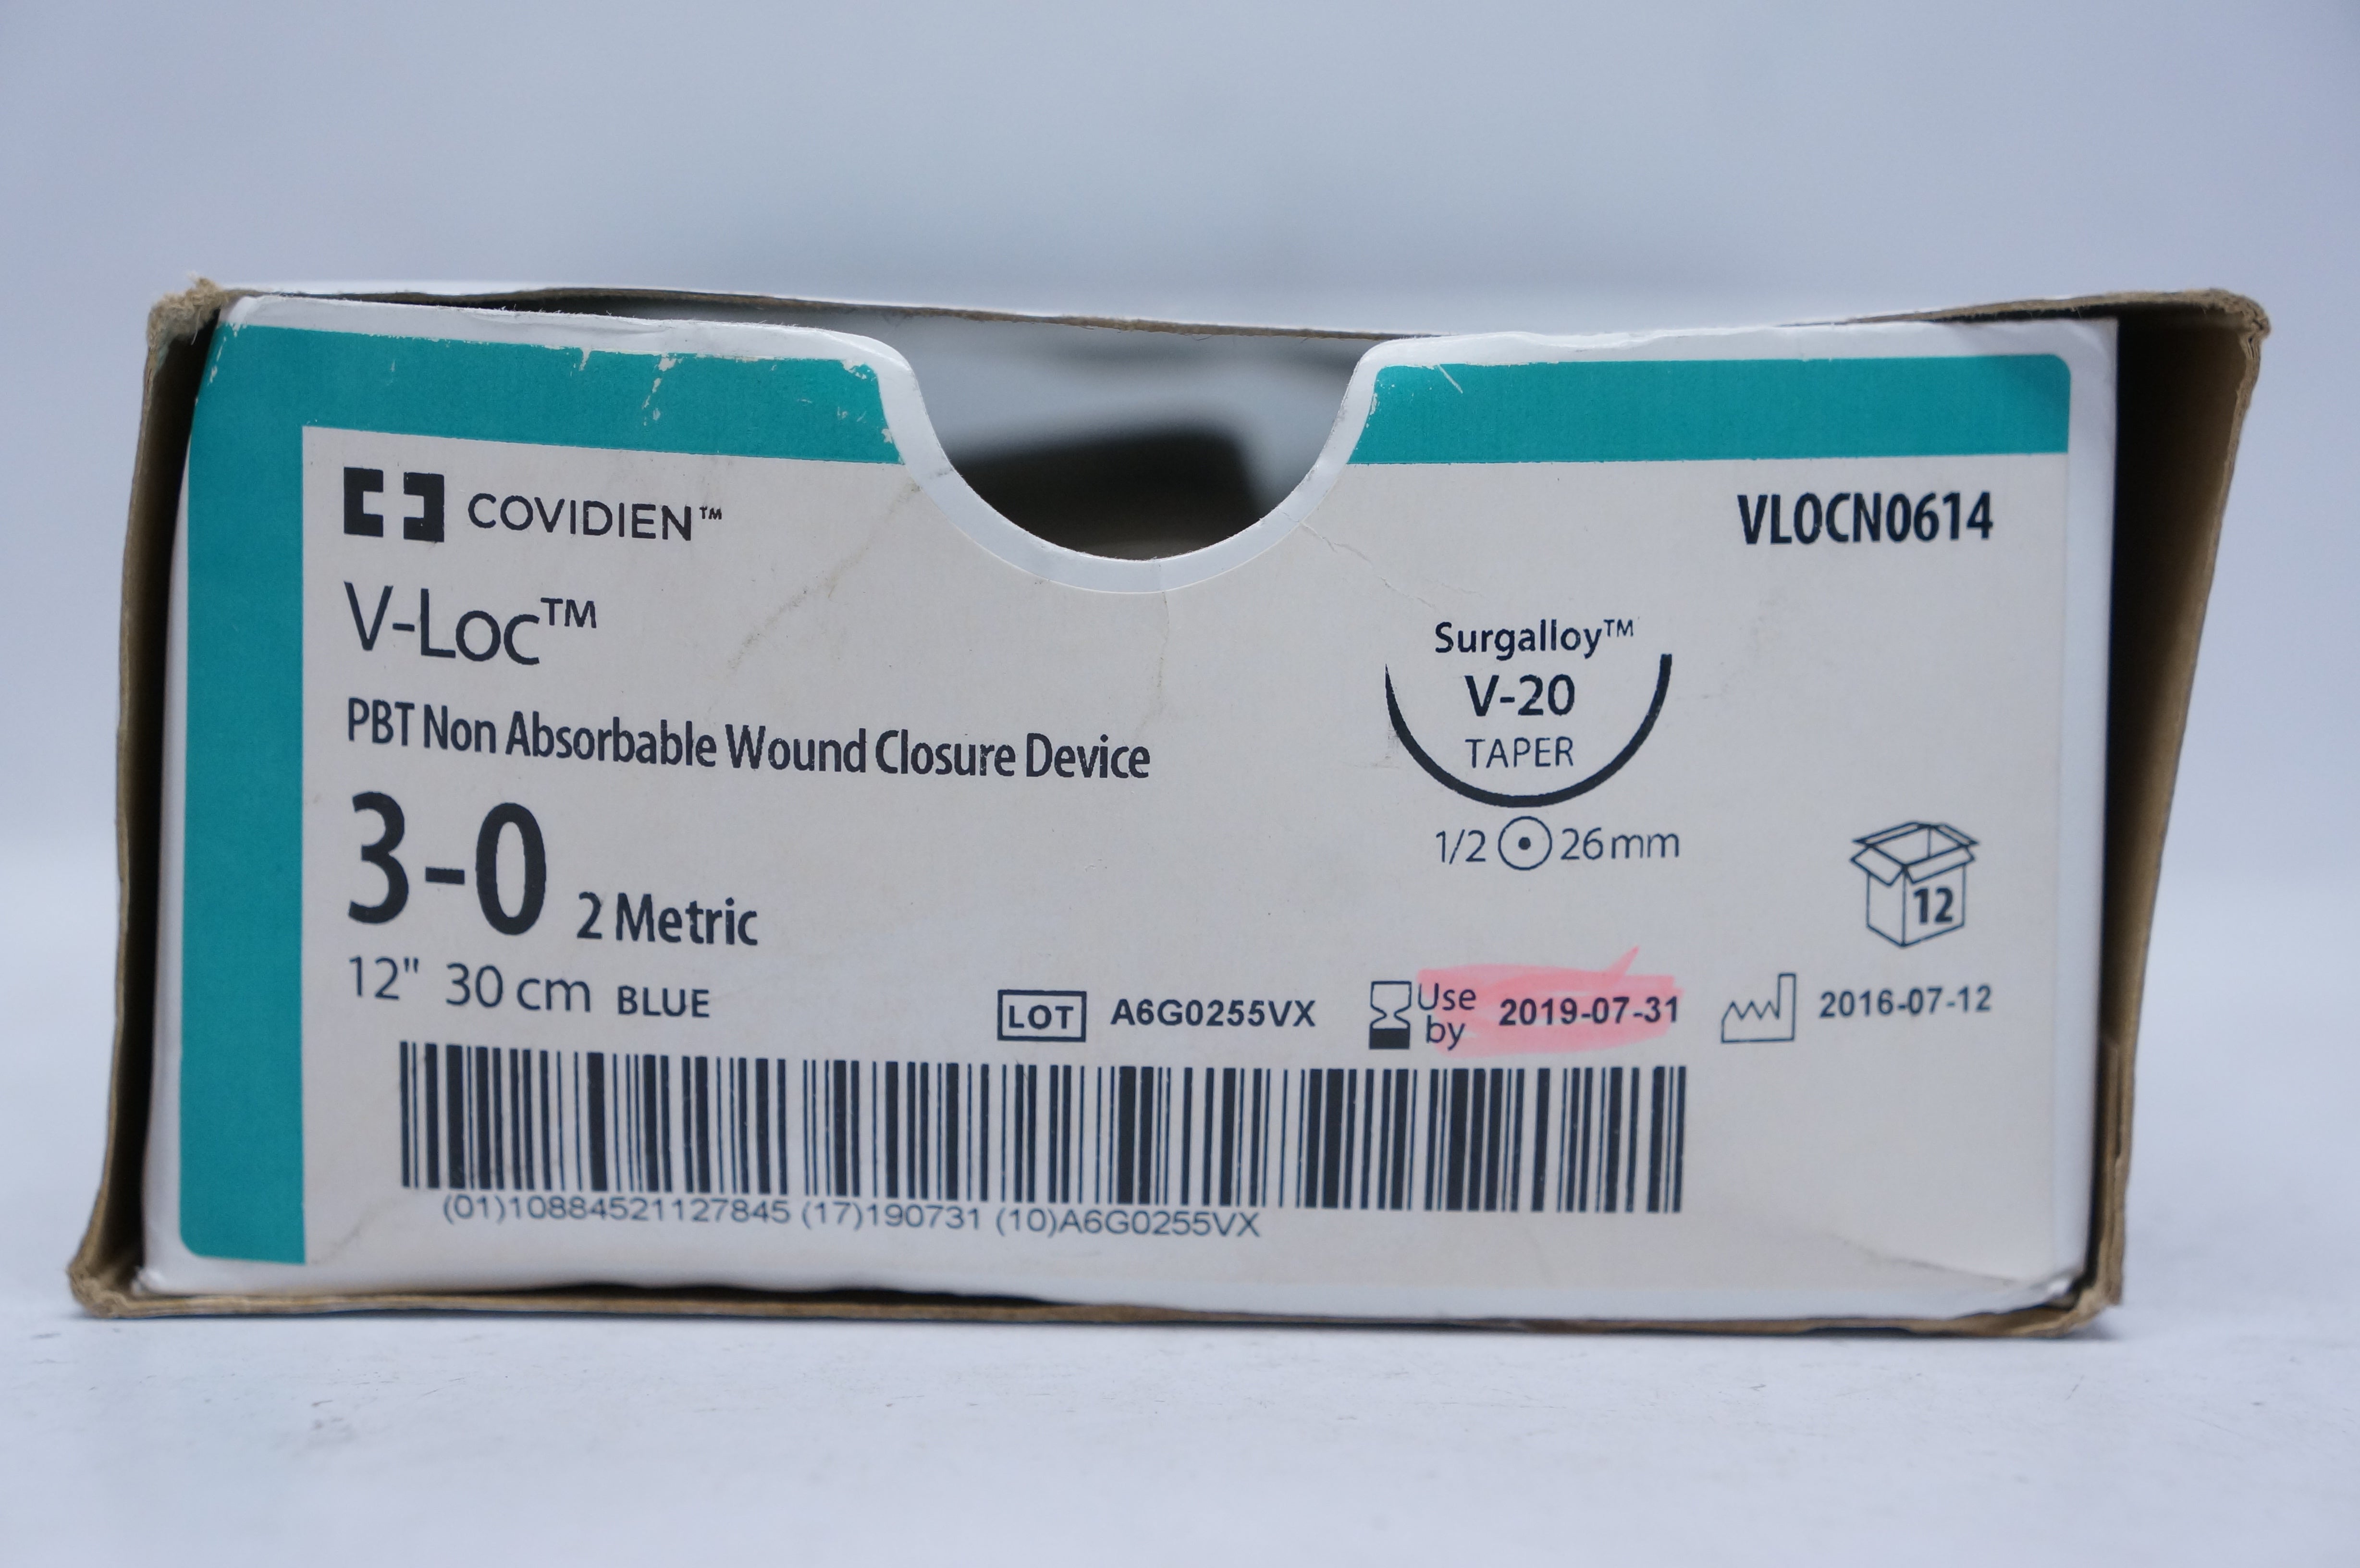 COVIDIEN™
VLOCN0614
V-Loc™
PBT Non Absorbable Wound Closure Device
3-0 2 Metric
12" 30 cm BLUE
Surgalloy™
V-20
TAPER
1/2 26mm
12
LOT A6G0255VX
Use by 2019-07-31
2016-07-12
(01)10884521127845 (17)190731 (10)A6G0255VX